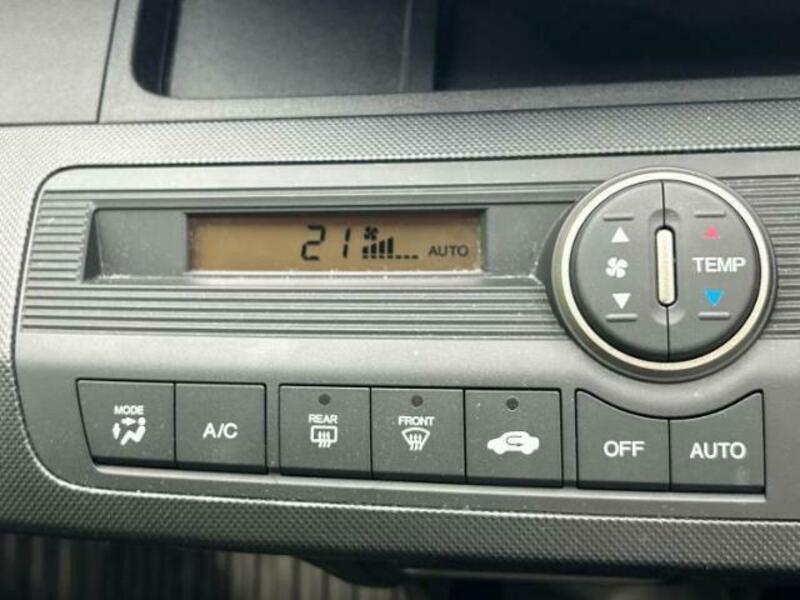 21 AUTO
TEMP
MODE
A/C
REAR
FRONT
OFF
AUTO